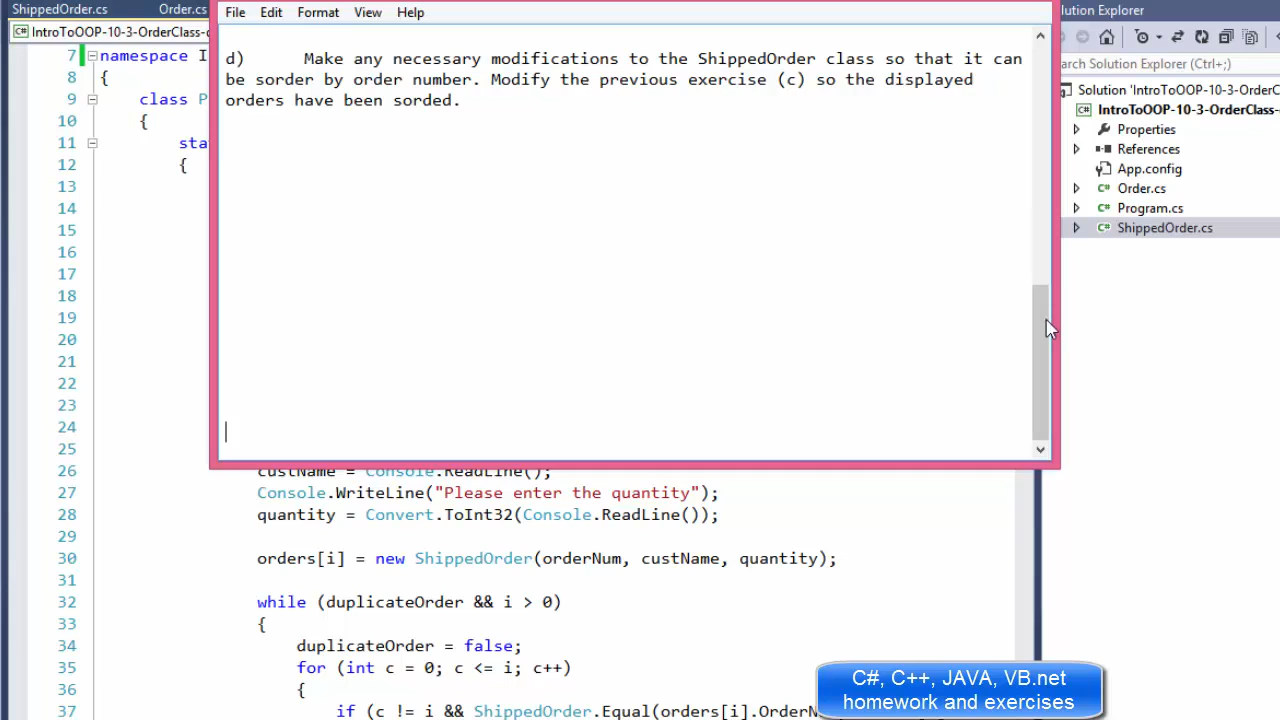 ShippedOrder.cs Order.cs
IntroToOOP-10-3-OrderClass-
File Edit Format View Help
d) Make any necessary modifications to the ShippedOrder class so that it can
be sorder by order number. Modify the previous exercise (c) so the displayed
orders have been sorded.
7 namespace I
8 {
9 class P
10 {
11 sta
12 {
13
14
15
16
17
18
19
20
21
22
23
24
25
26 custName = Console.ReadLine();
27 Console.WriteLine("Please enter the quantity");
28 quantity = Convert.ToInt32(Console.ReadLine());
29
30 orders[i] = new ShippedOrder(orderNum, custName, quantity);
31
32 while (duplicateOrder && i > 0)
33 {
34 duplicateOrder = false;
35 for (int c = 0; c <= i; c++)
36 {
37 if (c != i && ShippedOrder.Equal(orders[i].OrderN
lution Explorer
arch Solution Explorer (Ctrl+;)
Solution 'IntroToOOP-10-3-OrderC
IntroToOOP-10-3-OrderClass-
Properties
References
App.config
Order.cs
Program.cs
ShippedOrder.cs
C#, C++, JAVA, VB.net
homework and exercises